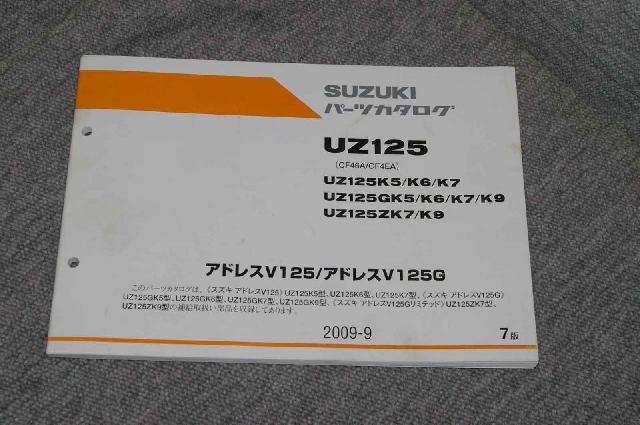 SUZUKI
パーツカタログ
UZ125
(CF46A/CF4EA)
UZ125K5/K6/K7
UZ125GK5/K6/K7/K9
UZ125ZK7/K9
アドレスV125/アドレスV125G
このパーツカタログは、(スズキ アドレスV125) UZ125K5型、UZ125K6型、UZ125K7型、(スズキ アドレスV125G)
UZ125GK5型、UZ125GK6型、UZ125GK7型、UZ125GK9型、(スズキ アドレスV125Gリミテッド) UZ125ZK7型、
UZ125ZK9型の補給取扱い部品を収録してあります。
2009-9
7版